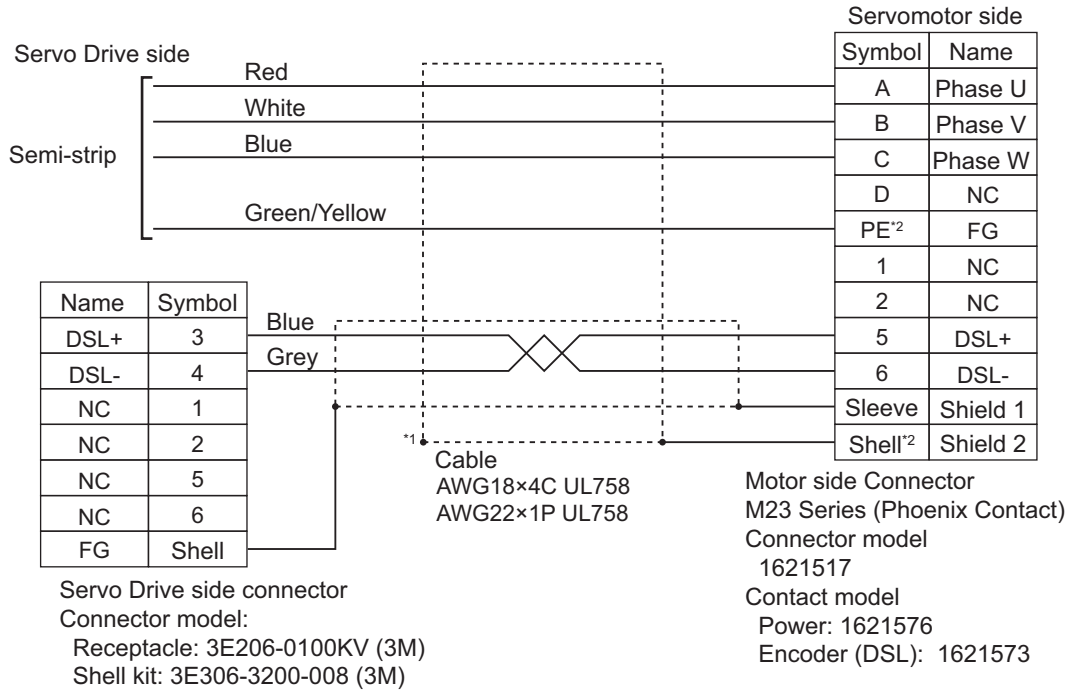 Servo Drive side
Semi-strip
Red
White
Blue
Green/Yellow
Servomotor side
Symbol Name
A Phase U
B Phase V
C Phase W
D NC
PE*2 FG
1 NC
2 NC
5 DSL+
6 DSL-
Sleeve Shield 1
Shell*2 Shield 2
Name Symbol
DSL+ 3
DSL- 4
NC 1
NC 2
NC 5
NC 6
FG Shell
Blue
Grey
*1
Cable
AWG18×4C UL758
AWG22×1P UL758
Servo Drive side connector
Connector model:
Receptacle: 3E206-0100KV (3M)
Shell kit: 3E306-3200-008 (3M)
Motor side Connector
M23 Series (Phoenix Contact)
Connector model
1621517
Contact model
Power: 1621576
Encoder (DSL): 1621573